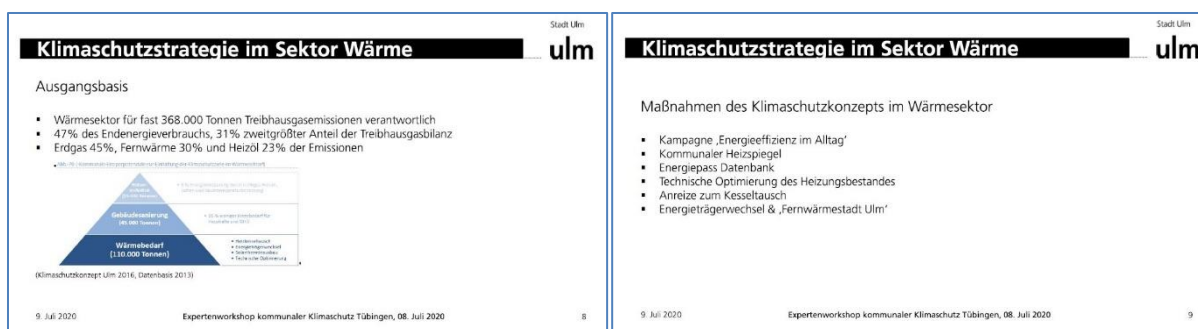 Stadt Ulm
Klimaschutzstrategie im Sektor Wärme
ulm
Ausgangsbasis
▪ Wärmesektor für fast 368.000 Tonnen Treibhausgasemissionen verantwortlich
▪ 47% des Endenergieverbrauchs, 31% zweitgrößter Anteil der Treibhausgasbilanz
▪ Erdgas 45%, Fernwärme 30% und Heizöl 23% der Emissionen
Gebäudesanierung
Wärmebedarf
(110.000 Tonnen)
▪ Technische Optimierung
(Klimaschutzkonzept Ulm 2016, Datenbasis 2013)
9. Juli 2020
Expertenworkshop kommunaler Klimaschutz Tübingen, 08. Juli 2020
8
Stadt Ulm
Klimaschutzstrategie im Sektor Wärme
ulm
Maßnahmen des Klimaschutzkonzepts im Wärmesektor
▪ Kampagne ‚Energieeffizienz im Alltag‘
▪ Kommunaler Heizspiegel
▪ Energiepass Datenbank
▪ Technische Optimierung des Heizungsbestandes
▪ Anreize zum Kesseltausch
▪ Energieträgerwechsel & ‚Fernwärmestadt Ulm‘
9. Juli 2020
Expertenworkshop kommunaler Klimaschutz Tübingen, 08. Juli 2020
9